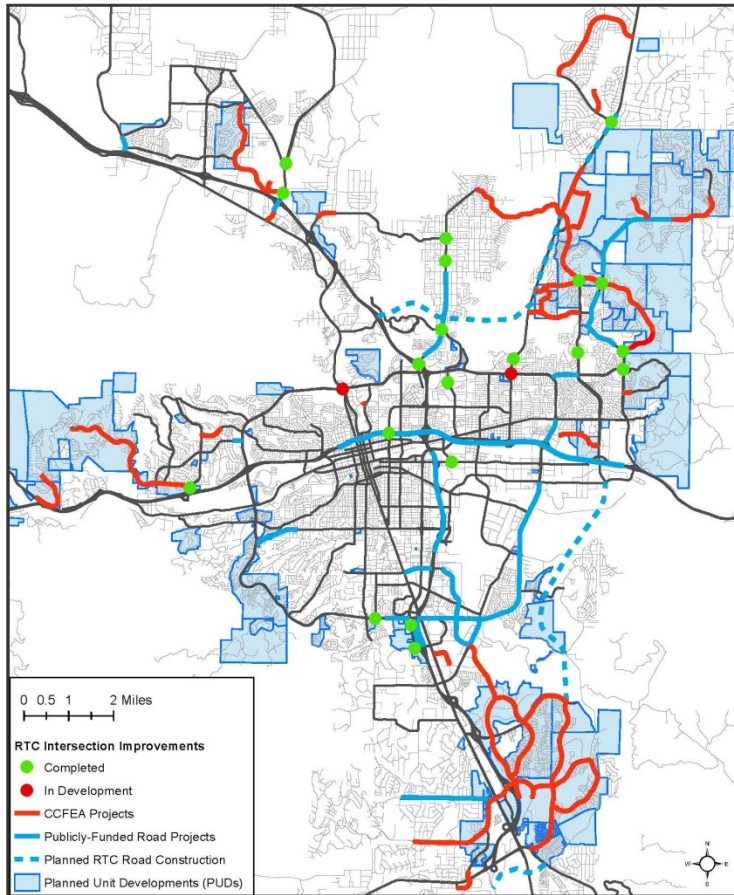 0 0.5 1 2 Miles
RTC Intersection Improvements
Completed
In Development
CCFEA Projects
Publicly-Funded Road Projects
Planned RTC Road Construction
Planned Unit Developments (PUDs)
N
W E
S